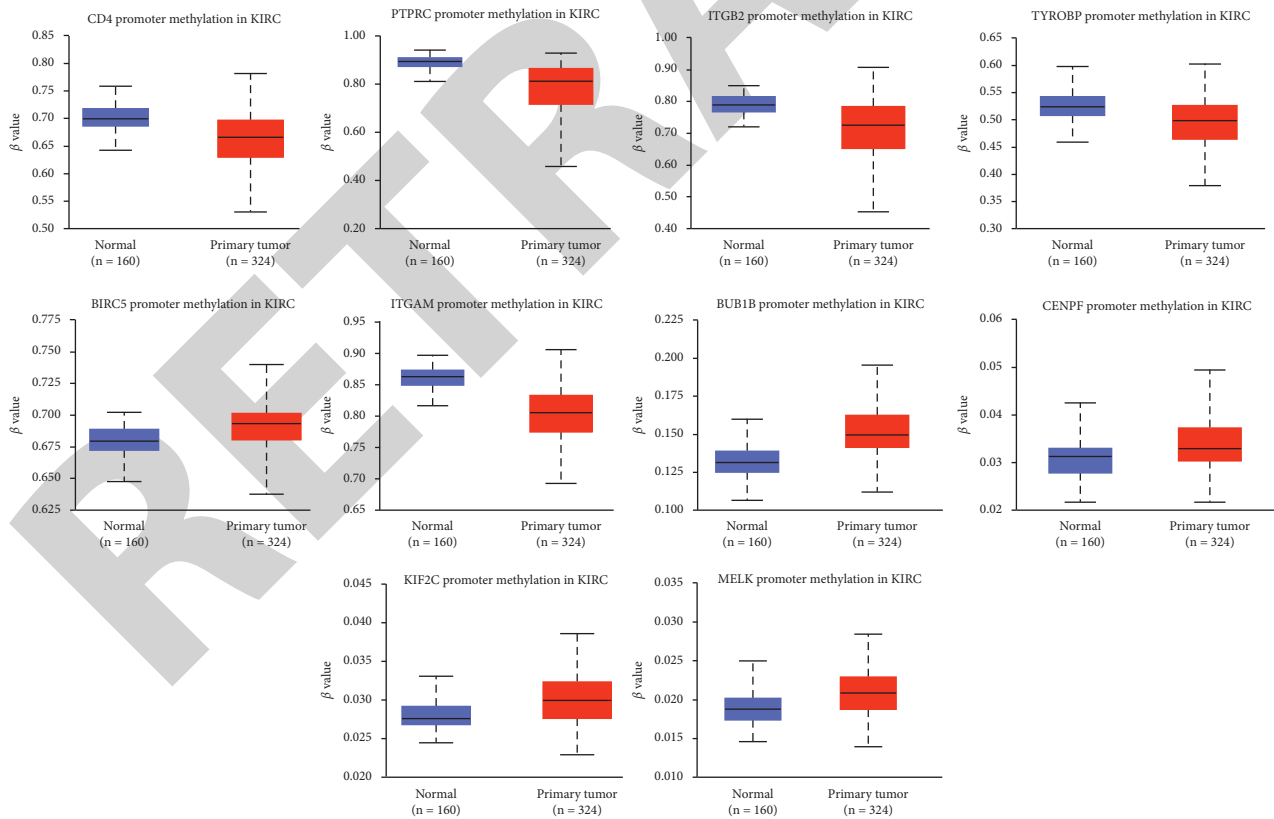 CD4 promoter methylation in KIRC
0.85
0.80
0.75
0.70
0.65
0.60
0.55
0.50
β value
Normal
(n = 160)
Primary tumor
(n = 324)
PTPRC promoter methylation in KIRC
1.00
0.80
0.60
0.40
0.20
β value
Normal
(n = 160)
Primary tumor
(n = 324)
ITGB2 promoter methylation in KIRC
1.00
0.90
0.80
0.70
0.60
0.50
0.40
β value
Normal
(n = 160)
Primary tumor
(n = 324)
TYROBP promoter methylation in KIRC
0.65
0.60
0.55
0.50
0.45
0.40
0.35
0.30
β value
Normal
(n = 160)
Primary tumor
(n = 324)
BIRC5 promoter methylation in KIRC
0.775
0.750
0.725
0.700
0.675
0.650
0.625
β value
Normal
(n = 160)
Primary tumor
(n = 324)
ITGAM promoter methylation in KIRC
0.95
0.90
0.85
0.80
0.75
0.70
0.65
β value
Normal
(n = 160)
Primary tumor
(n = 324)
BUB1B promoter methylation in KIRC
0.225
0.200
0.175
0.150
0.125
0.100
β value
Normal
(n = 160)
Primary tumor
(n = 324)
CENPF promoter methylation in KIRC
0.06
0.05
0.04
0.03
0.02
β value
Normal
(n = 160)
Primary tumor
(n = 324)
KIF2C promoter methylation in KIRC
0.045
0.040
0.035
0.030
0.025
0.020
β value
Normal
(n = 160)
Primary tumor
(n = 324)
MELK promoter methylation in KIRC
0.035
0.030
0.025
0.020
0.015
0.010
β value
Normal
(n = 160)
Primary tumor
(n = 324)
RETRA